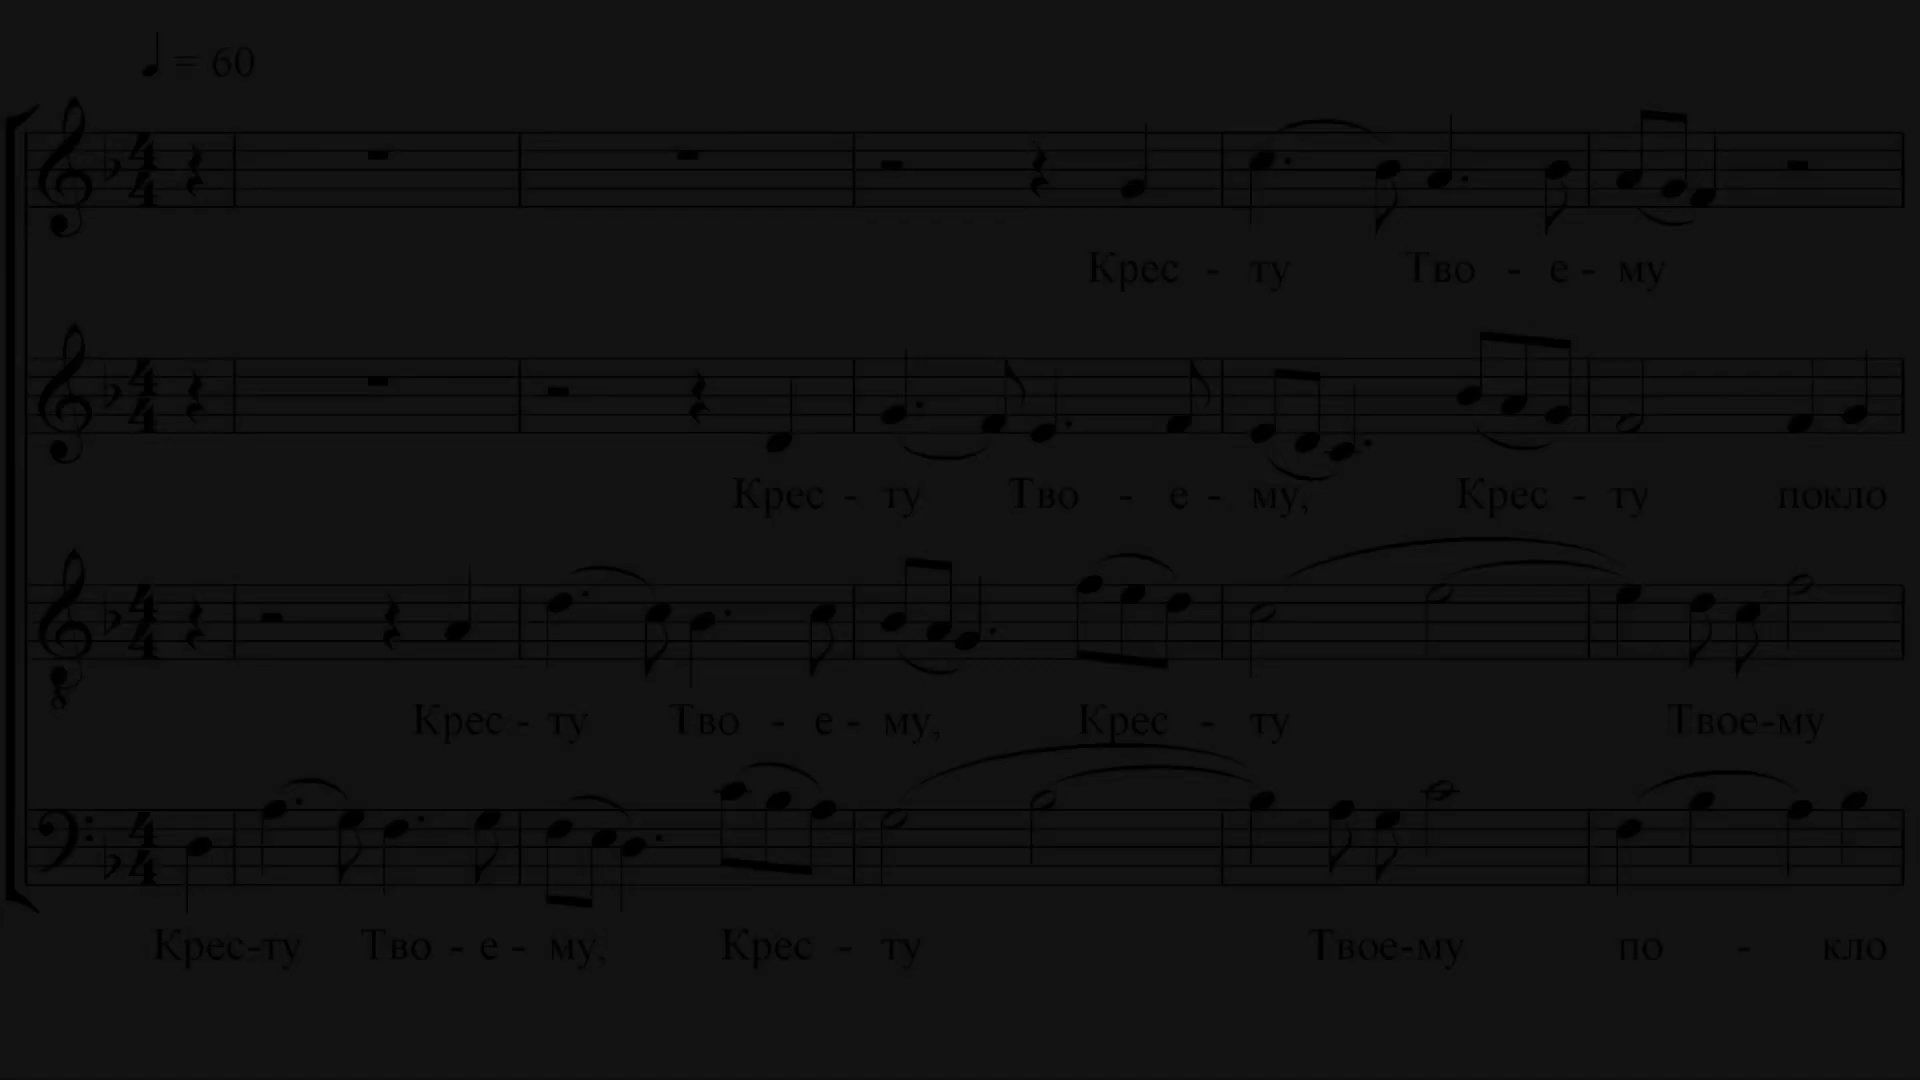 = 60
Крес - ту Тво - е - му
Крес - ту Тво - е - му, Крес - ту покло
Крес - ту Тво - е - му, Крес - ту Твое-му
Крес-ту Тво - е - му, Крес - ту Твое-му по - кло